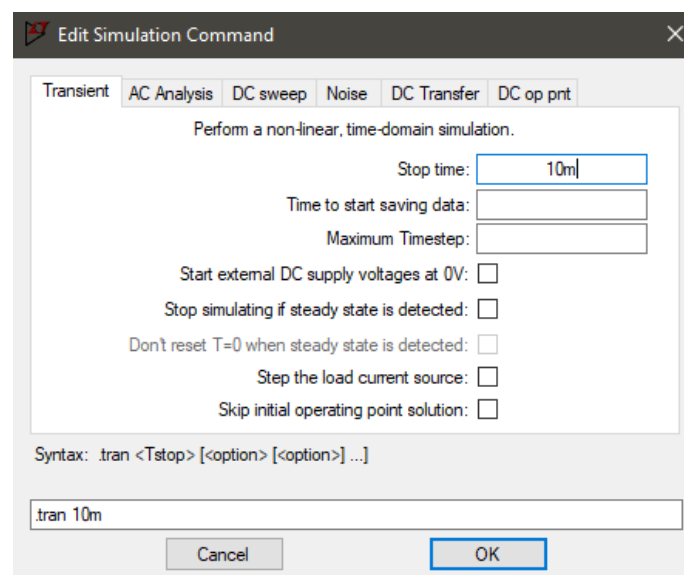 Edit Simulation Command
Transient AC Analysis DC sweep Noise DC Transfer DC op pnt
Perform a non-linear, time-domain simulation.
Stop time: 10m
Time to start saving data:
Maximum Timestep:
Start external DC supply voltages at 0V:
Stop simulating if steady state is detected:
Don't reset T=0 when steady state is detected:
Step the load current source:
Skip initial operating point solution:
Syntax: .tran <Tstop> [<option> [<option>] ...]
.tran 10m
Cancel OK